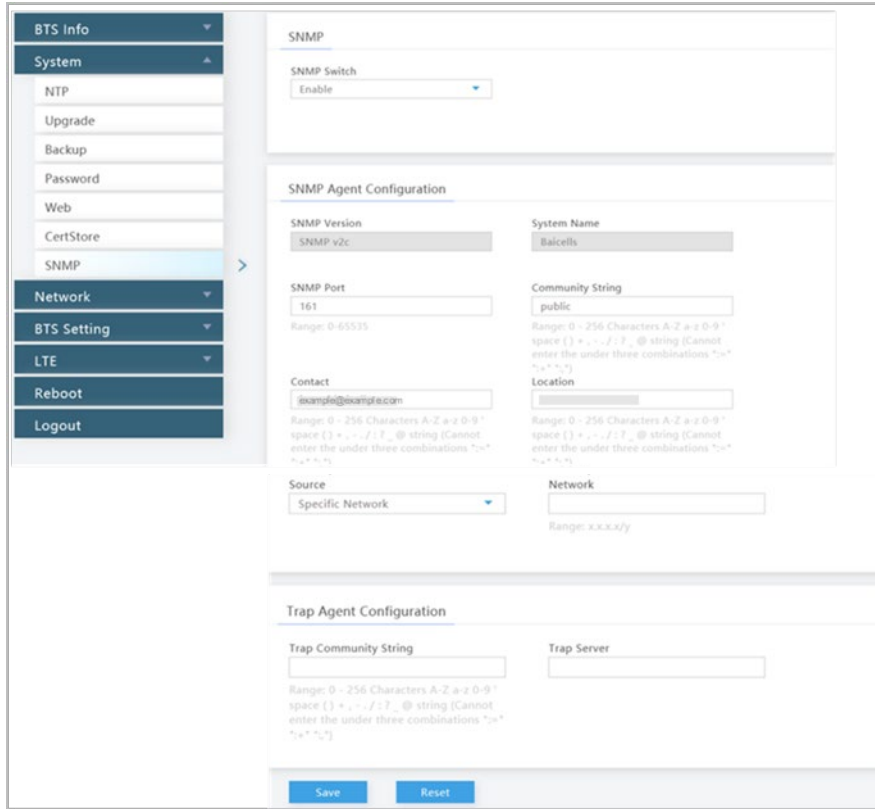 BTS Info
System
NTP
Upgrade
Backup
Password
Web
CertStore
SNMP
Network
BTS Setting
LTE
Reboot
Logout
SNMP
SNMP Switch
Enable
SNMP Agent Configuration
SNMP Version
SNMP v2c
System Name
Baicells
SNMP Port
161
Range: 0-65535
Community String
public
Range: 0 - 256 Characters A-Z a-z 0-9 '
space ( ) + , - . / : ? _ @ string (Cannot
enter the under three combinations ":="
":+" ":,")
Contact
example@example.com
Range: 0 - 256 Characters A-Z a-z 0-9 '
space ( ) + , - . / : ? _ @ string (Cannot
enter the under three combinations ":="
Location
Range: 0 - 256 Characters A-Z a-z 0-9 '
space ( ) + , - . / : ? _ @ string (Cannot
enter the under three combinations ":="
Source
Specific Network
Network
Range: x.x.x.x/y
Trap Agent Configuration
Trap Community String
Range: 0 - 256 Characters A-Z a-z 0-9 '
space ( ) + , - . / : ? _ @ string (Cannot
enter the under three combinations ":="
":+" ":,")
Trap Server
Save
Reset